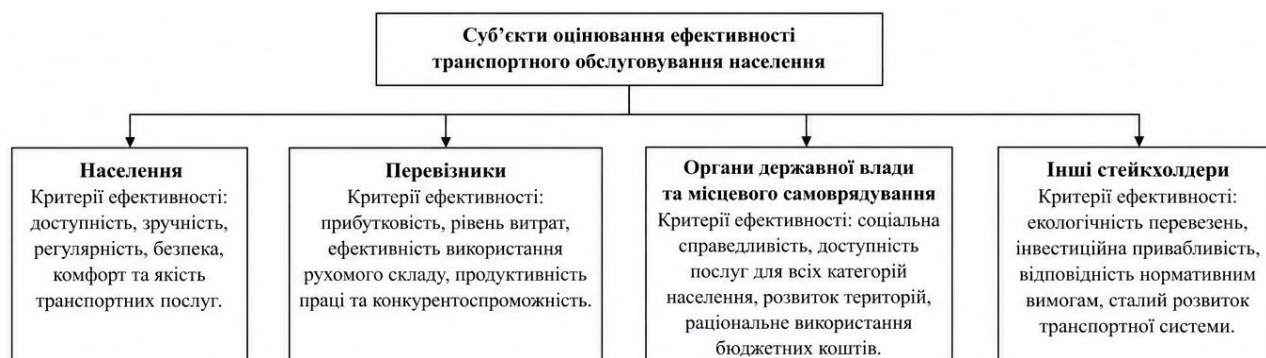 Суб’єкти оцінювання ефективності
транспортного обслуговування населення
Населення
Критерії ефективності:
доступність, зручність,
регулярність, безпека,
комфорт та якість
транспортних послуг.
Перевізники
Критерії ефективності:
прибутковість, рівень витрат,
ефективність використання
рухомого складу, продуктивність
праці та конкурентоспроможність.
Органи державної влади
та місцевого самоврядування
Критерії ефективності: соціальна
справедливість, доступність
послуг для всіх категорій
населення, розвиток територій,
раціональне використання
бюджетних коштів.
Інші стейкхолдери
Критерії ефективності:
екологічність перевезень,
інвестиційна привабливість,
відповідність нормативним
вимогам, сталий розвиток
транспортної системи.